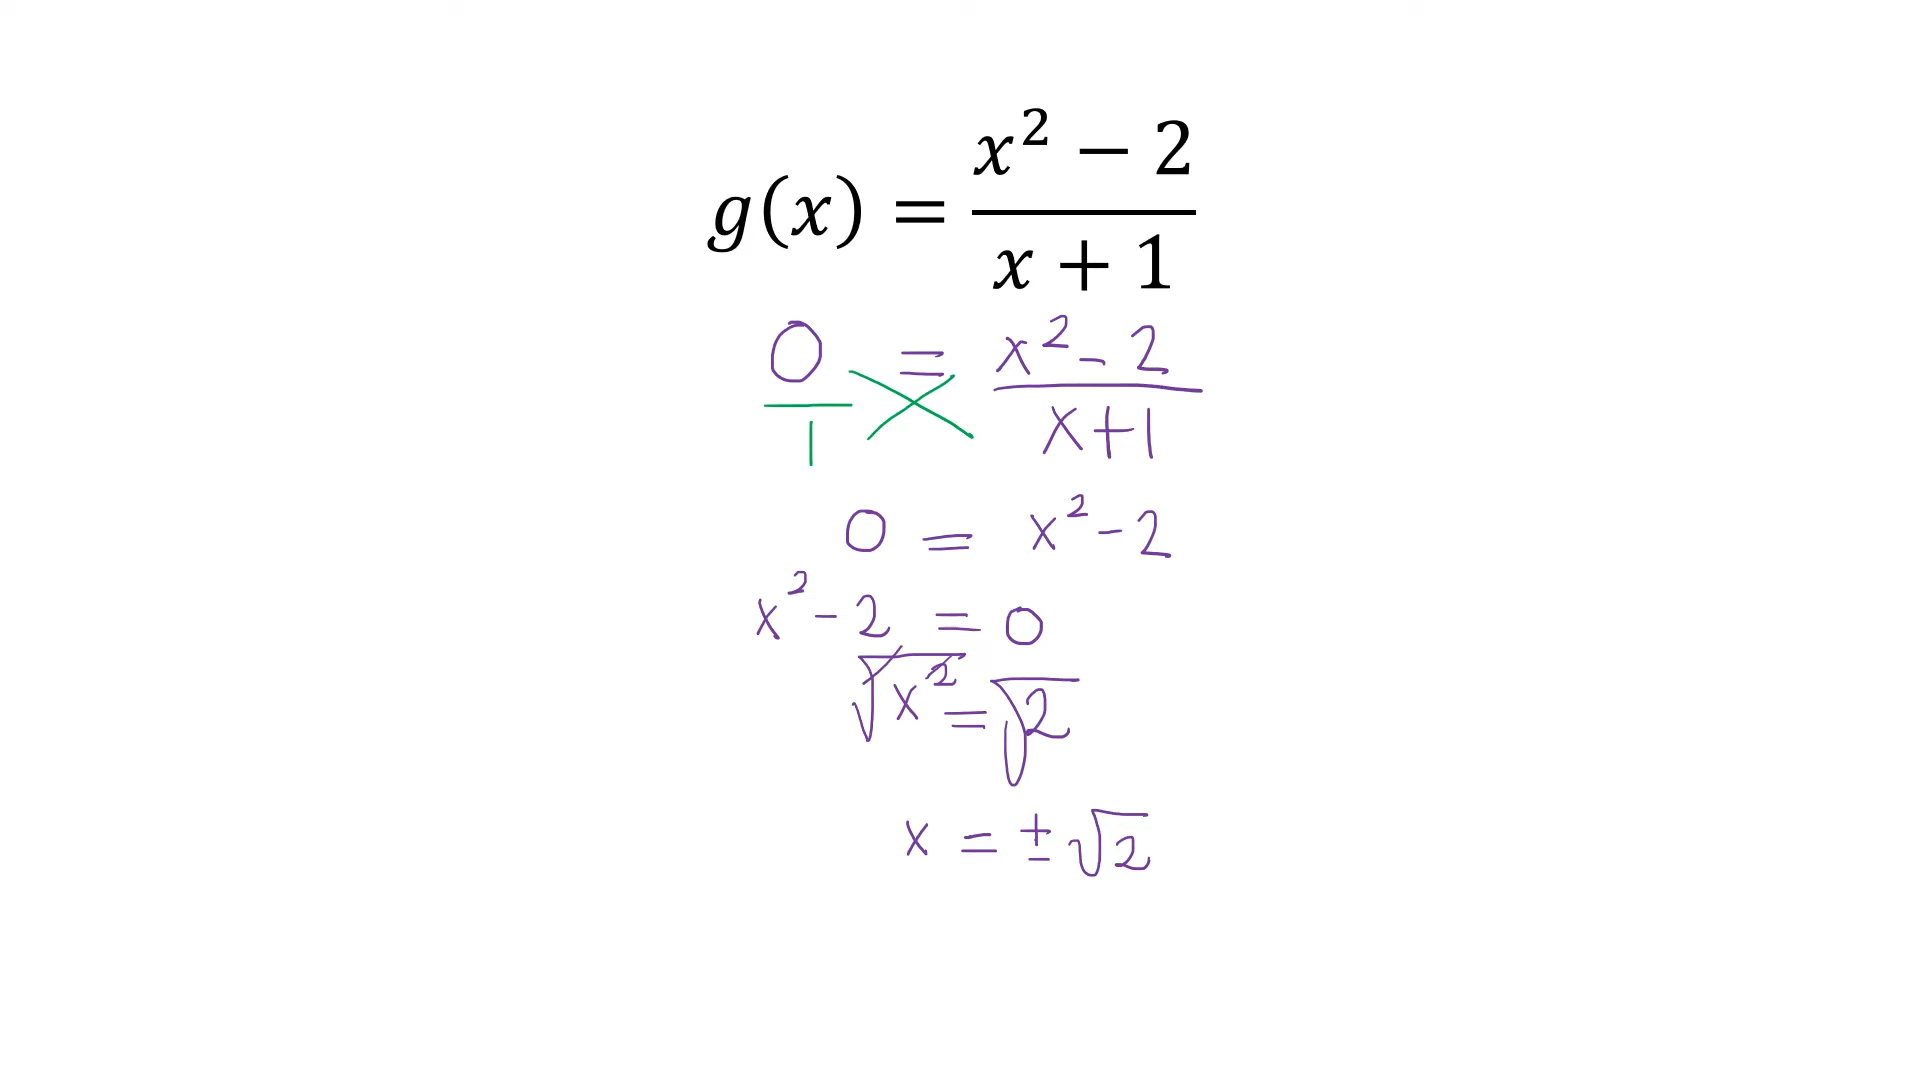 g(x) = (x² − 2)/(x + 1)
0/1 = (x² - 2)/(x+1)
0 = x² - 2
x² - 2 = 0
√x² = √2
x = ± √2